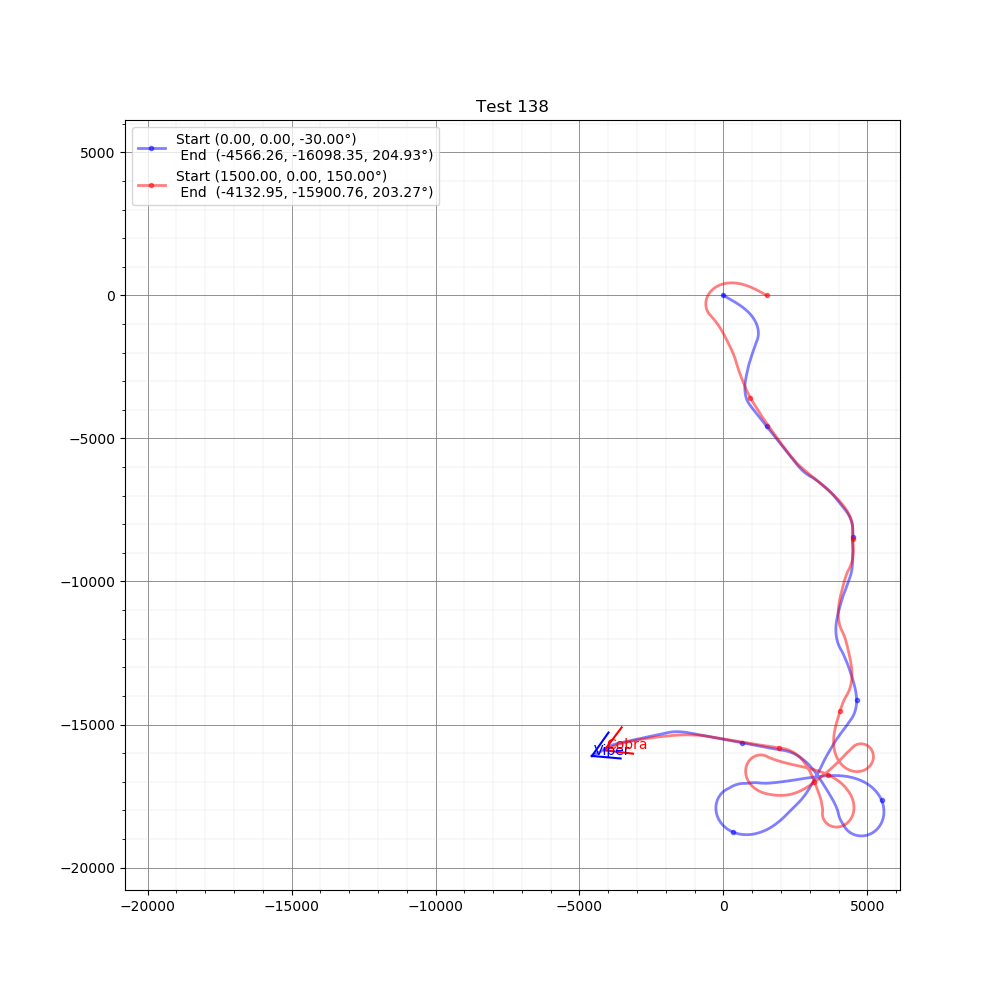 Test 138
Start (0.00, 0.00, -30.00°)
End (-4566.26, -16098.35, 204.93°)
Start (1500.00, 0.00, 150.00°)
End (-4132.95, -15900.76, 203.27°)
5000
0
−5000
−10000
−15000
−20000
Cobra
Viper
−20000
−15000
−10000
−5000
0
5000